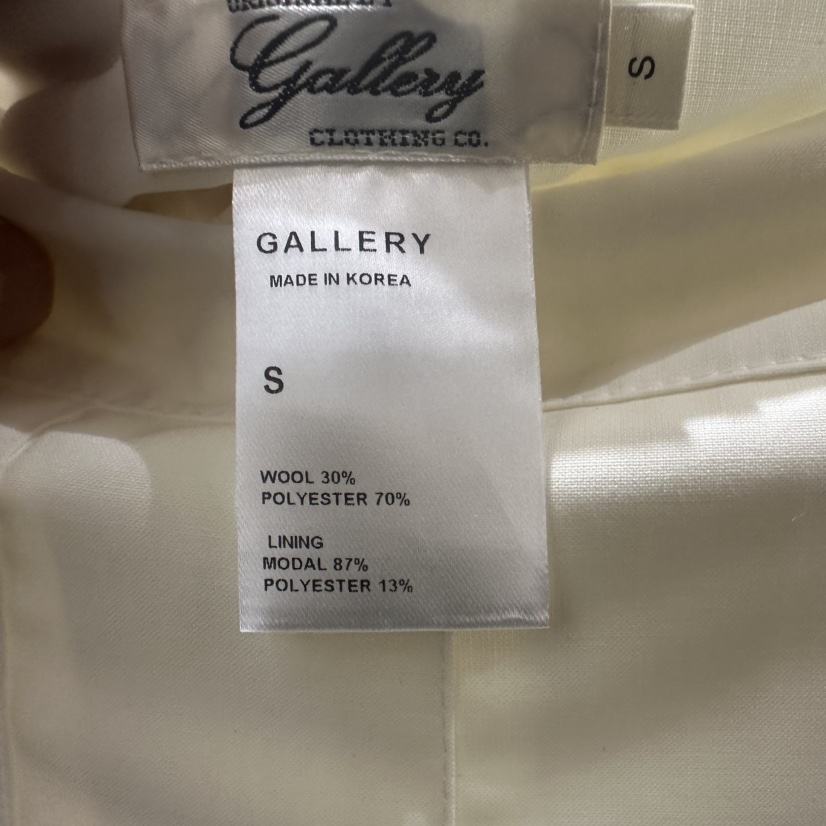 Gallery
CLOTHING CO.
S
GALLERY
MADE IN KOREA
S
WOOL 30%
POLYESTER 70%
LINING
MODAL 87%
POLYESTER 13%